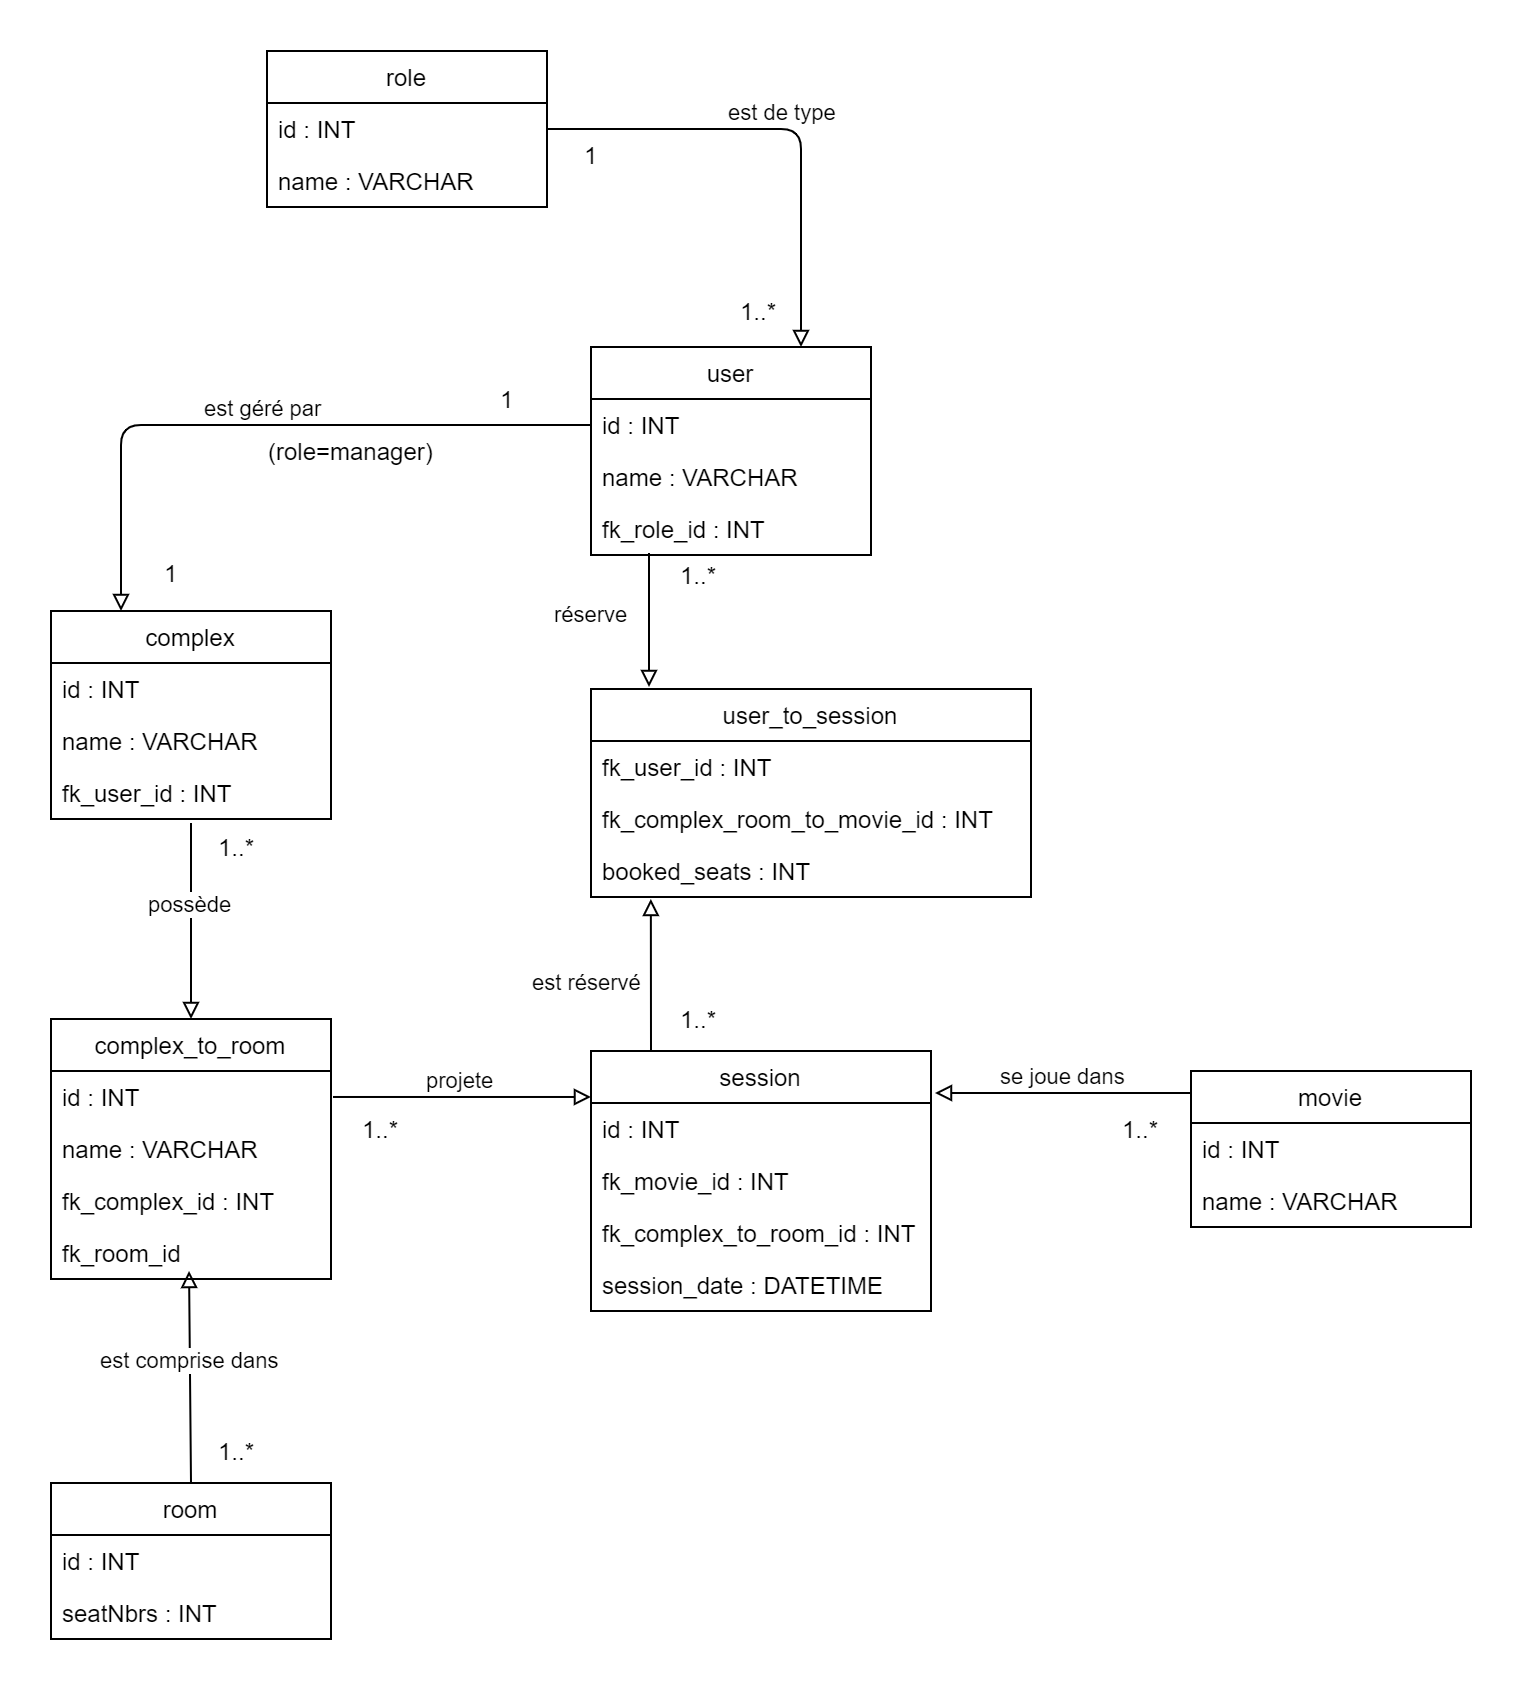 role
id : INT
name : VARCHAR
est de type
1
1..*
user
id : INT
name : VARCHAR
fk_role_id : INT
1
est géré par
(role=manager)
1
complex
id : INT
name : VARCHAR
fk_user_id : INT
1..*
réserve
user_to_session
fk_user_id : INT
fk_complex_room_to_movie_id : INT
booked_seats : INT
1..*
possède
est réservé
1..*
complex_to_room
id : INT
name : VARCHAR
fk_complex_id : INT
fk_room_id
projete
1..*
session
id : INT
fk_movie_id : INT
fk_complex_to_room_id : INT
session_date : DATETIME
se joue dans
1..*
movie
id : INT
name : VARCHAR
est comprise dans
1..*
room
id : INT
seatNbrs : INT